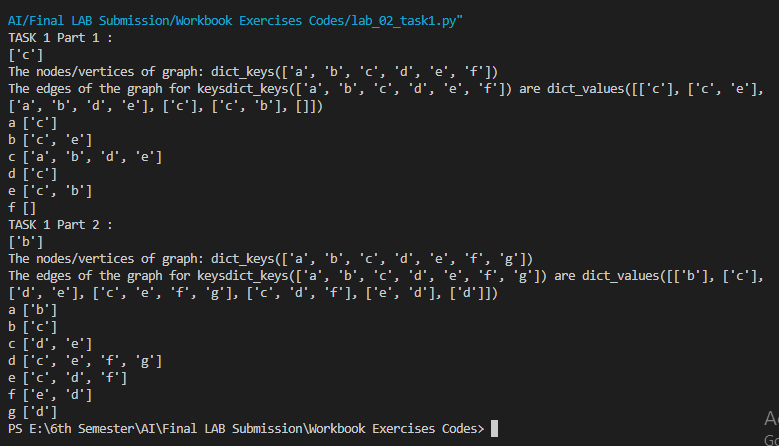 AI/Final LAB Submission/Workbook Exercises Codes/lab_02_task1.py"
TASK 1 Part 1 :
['c']
The nodes/vertices of graph: dict_keys(['a', 'b', 'c', 'd', 'e', 'f'])
The edges of the graph for keysdict_keys(['a', 'b', 'c', 'd', 'e', 'f']) are dict_values([['c'], ['c', 'e'],
['a', 'b', 'd', 'e'], ['c'], ['c', 'b'], []])
a ['c']
b ['c', 'e']
c ['a', 'b', 'd', 'e']
d ['c']
e ['c', 'b']
f []
TASK 1 Part 2 :
['b']
The nodes/vertices of graph: dict_keys(['a', 'b', 'c', 'd', 'e', 'f', 'g'])
The edges of the graph for keysdict_keys(['a', 'b', 'c', 'd', 'e', 'f', 'g']) are dict_values([['b'], ['c'],
['d', 'e'], ['c', 'e', 'f', 'g'], ['c', 'd', 'f'], ['e', 'd'], ['d']])
a ['b']
b ['c']
c ['d', 'e']
d ['c', 'e', 'f', 'g']
e ['c', 'd', 'f']
f ['e', 'd']
g ['d']
PS E:\6th Semester\AI\Final LAB Submission\Workbook Exercises Codes>